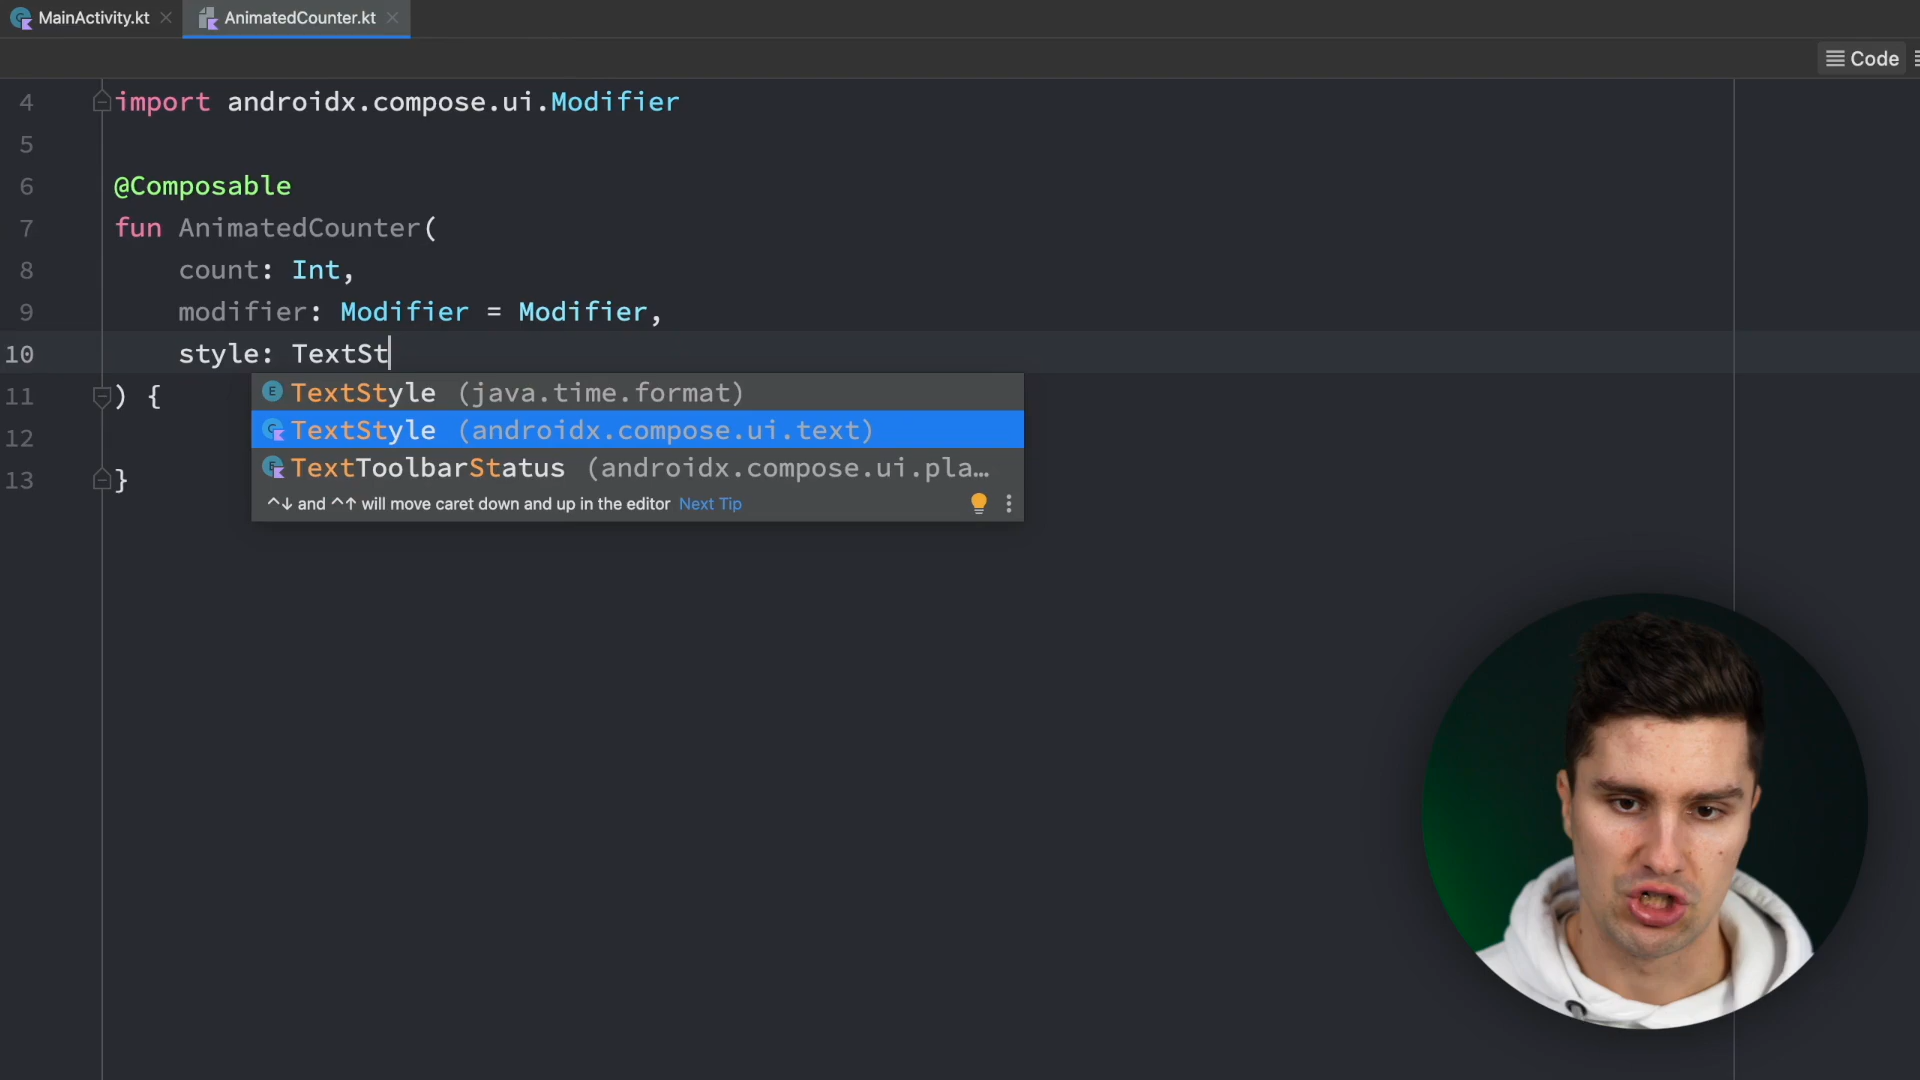 MainActivity.kt
AnimatedCounter.kt
Code
4 import androidx.compose.ui.Modifier
5
6 @Composable
7 fun AnimatedCounter(
8 count: Int,
9 modifier: Modifier = Modifier,
10 style: TextSt
11 ) {
12
13 }
TextStyle (java.time.format)
TextStyle (androidx.compose.ui.text)
TextToolbarStatus (androidx.compose.ui.pla…
^↓ and ^↑ will move caret down and up in the editor Next Tip